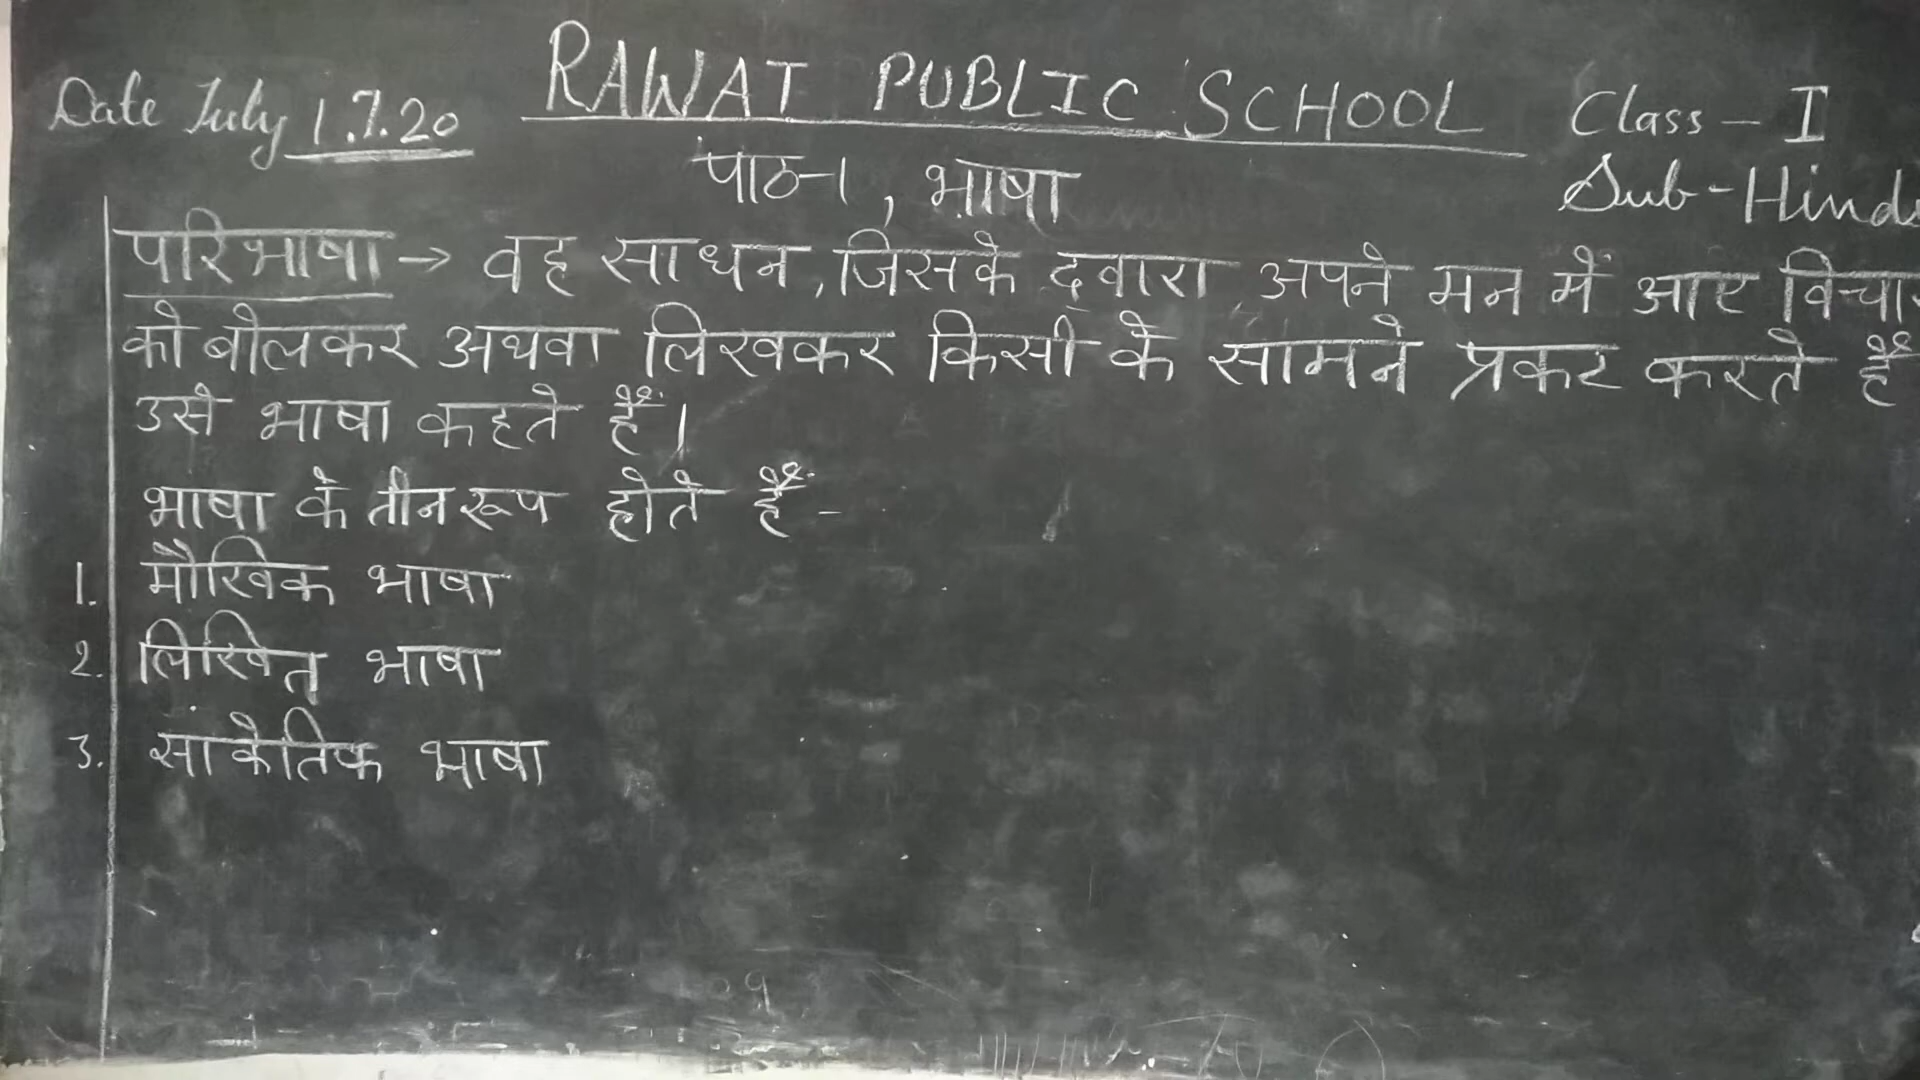 Date July 1.7.20 RAWAT PUBLIC SCHOOL Class - I
पाठ-1, भाषा Sub-Hindi
परिभाषा → वह साधन, जिसके द्वारा अपने मन में आए विचा
को बोलकर अथवा लिखकर किसी के सामने प्रकट करते हैं
उसे भाषा कहते हैं।
भाषा के तीन रूप होते हैं -
1. मौखिक भाषा
2. लिखित भाषा
3. सांकेतिक भाषा